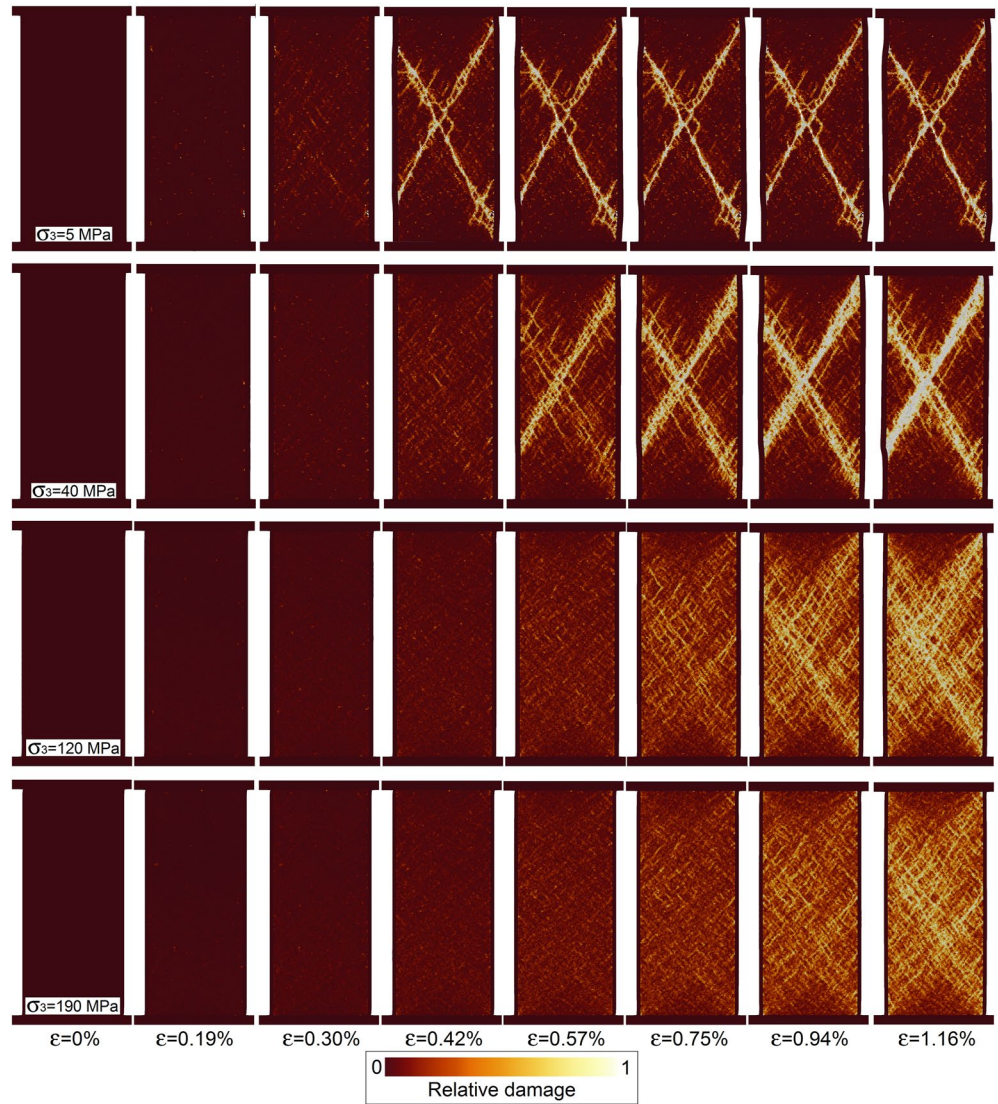 σ₃=5 MPa
σ₃=40 MPa
σ₃=120 MPa
σ₃=190 MPa
ε=0% ε=0.19% ε=0.30% ε=0.42% ε=0.57% ε=0.75% ε=0.94% ε=1.16%
0 1
Relative damage